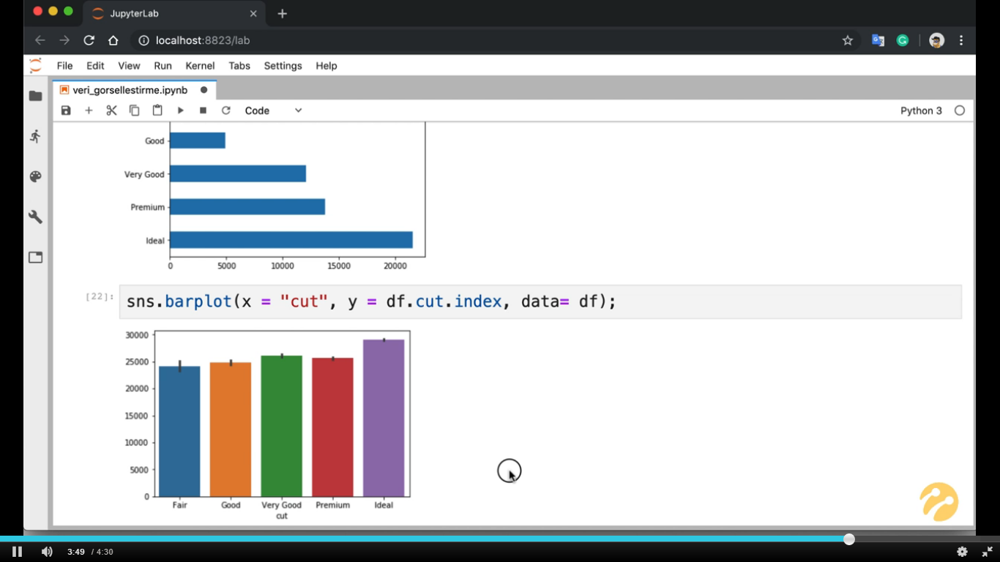 JupyterLab
localhost:8823/lab
File Edit View Run Kernel Tabs Settings Help
veri_gorsellestirme.ipynb
Code
Python 3
Good
Very Good
Premium
Ideal
0 5000 10000 15000 20000
[22]:
sns.barplot(x = "cut", y = df.cut.index, data= df);
30000
25000
20000
15000
10000
5000
0
Fair Good Very Good Premium Ideal
cut
3:49 / 4:30